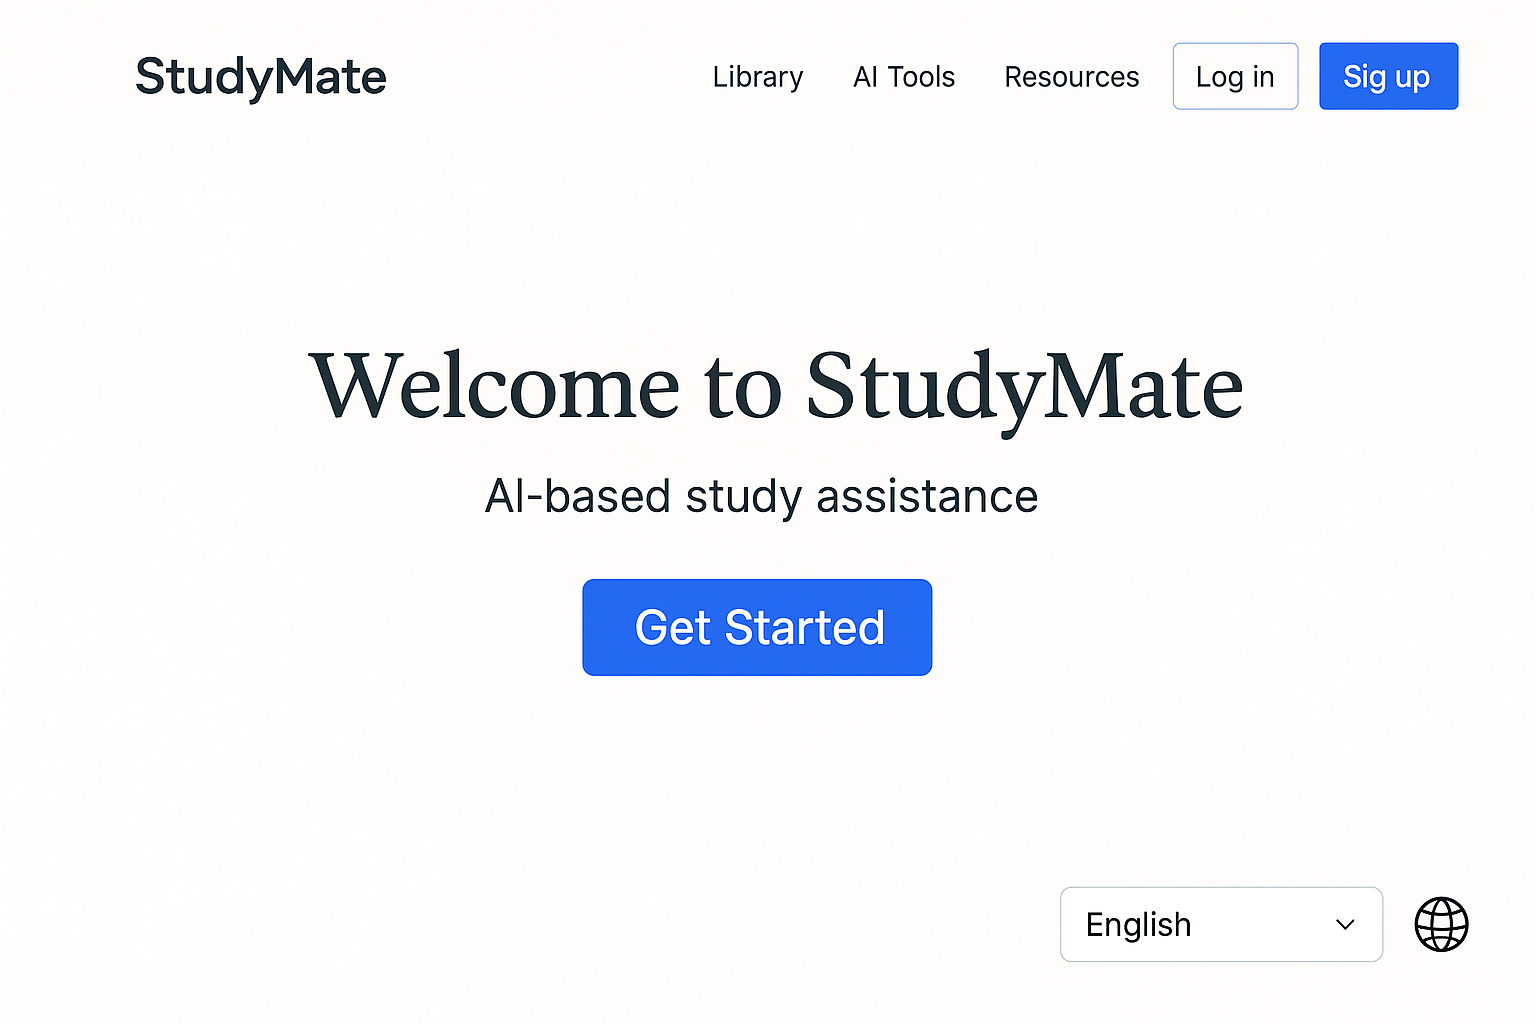 StudyMate
Library
AI Tools
Resources
Log in
Sig up
Welcome to StudyMate
AI-based study assistance
Get Started
English